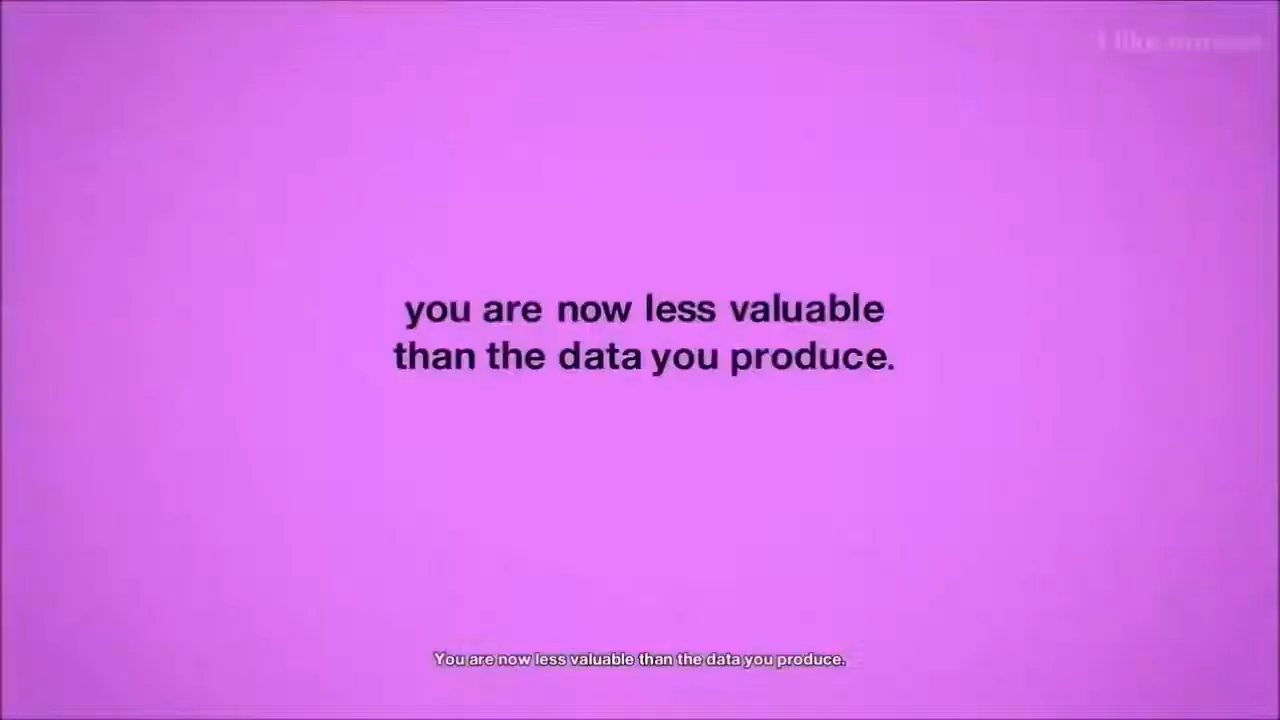 I like
you are now less valuable
than the data you produce.
You are now less valuable than the data you produce.